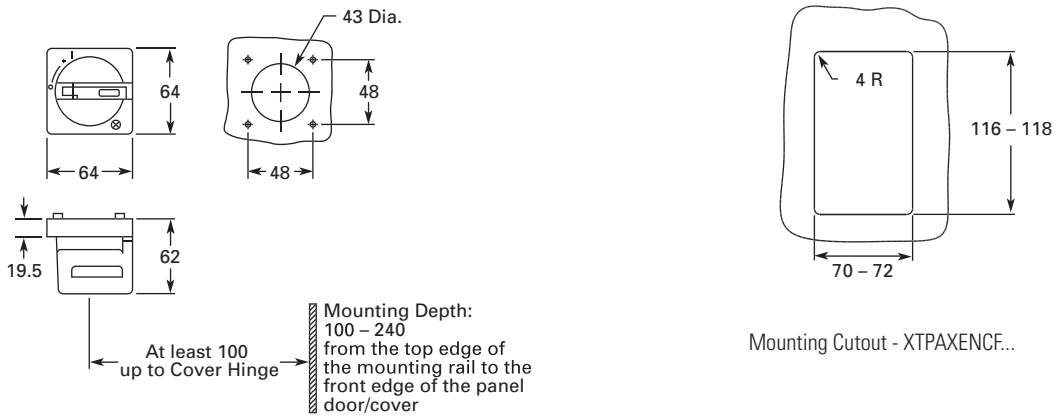 43 Dia.
64
48
64
48
19.5
62
At least 100
up to Cover Hinge
Mounting Depth:
100 – 240
from the top edge of
the mounting rail to the
front edge of the panel
door/cover
4 R
116 – 118
70 – 72
Mounting Cutout - XTPAXENCF...